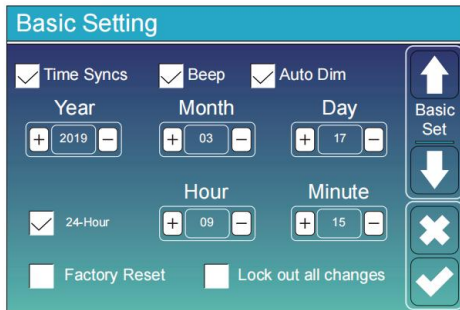 Basic Setting
Time Syncs Beep Auto Dim
Year Month Day
+ 2019 - + 03 - + 17 -
Basic
Set
Hour Minute
24-Hour + 09 - + 15 -
Factory Reset Lock out all changes